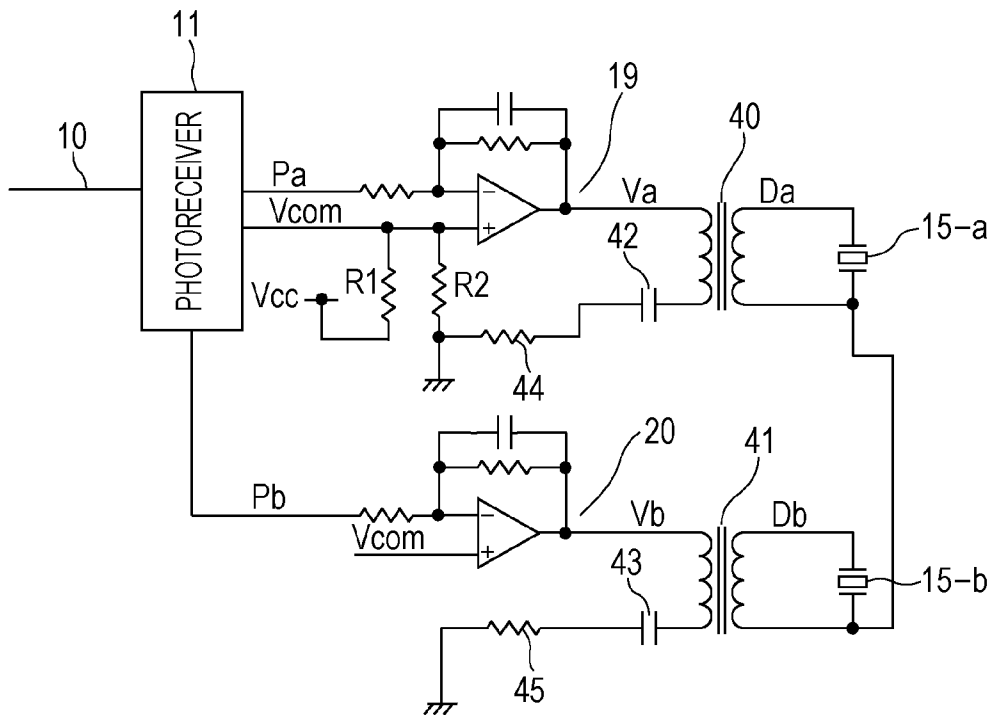 11
10
PHOTORECEIVER
Pa
Vcom
−
+
19
Va
40
Da
15-a
42
Vcc
R1
R2
44
20
Pb
Vcom
−
+
Vb
41
Db
15-b
43
45